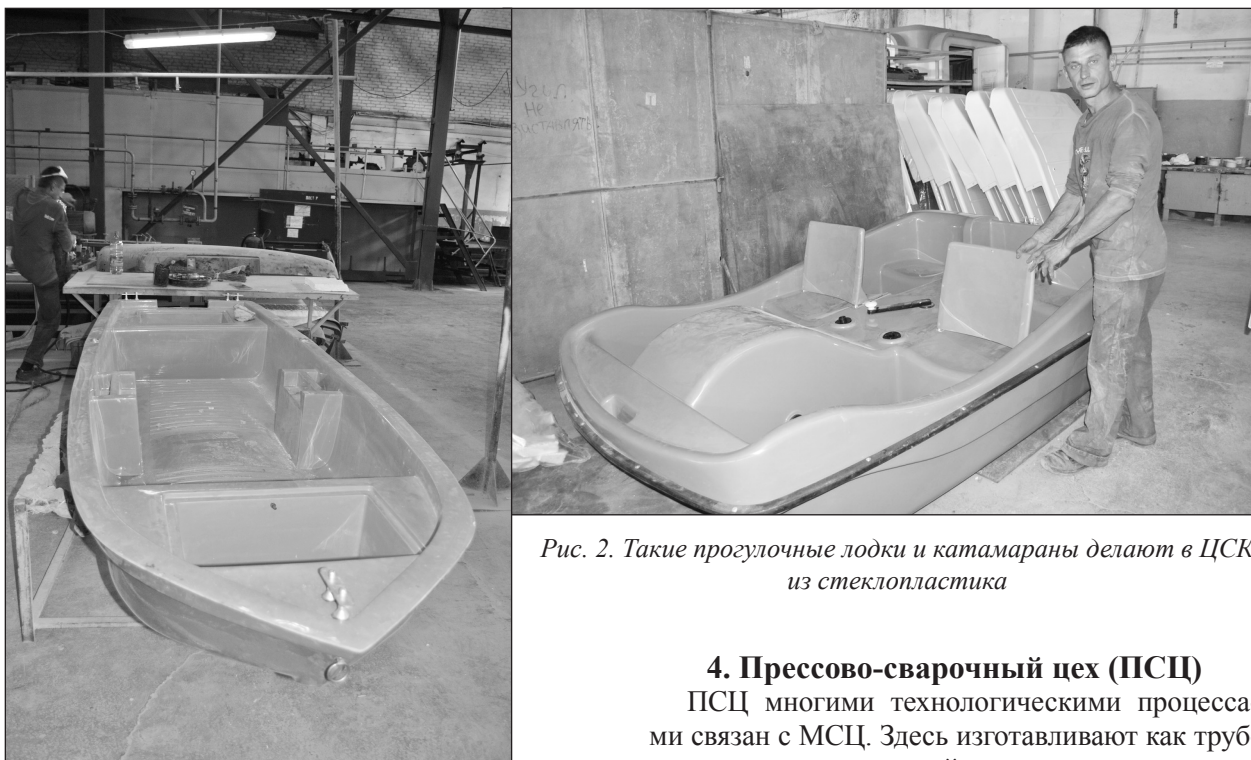 Рис. 2. Такие прогулочные лодки и катамараны делают в ЦСК
из стеклопластика
4. Прессово-сварочный цех (ПСЦ)
ПСЦ многими технологическими процесса
ми связан с МСЦ. Здесь изготавливают как труб